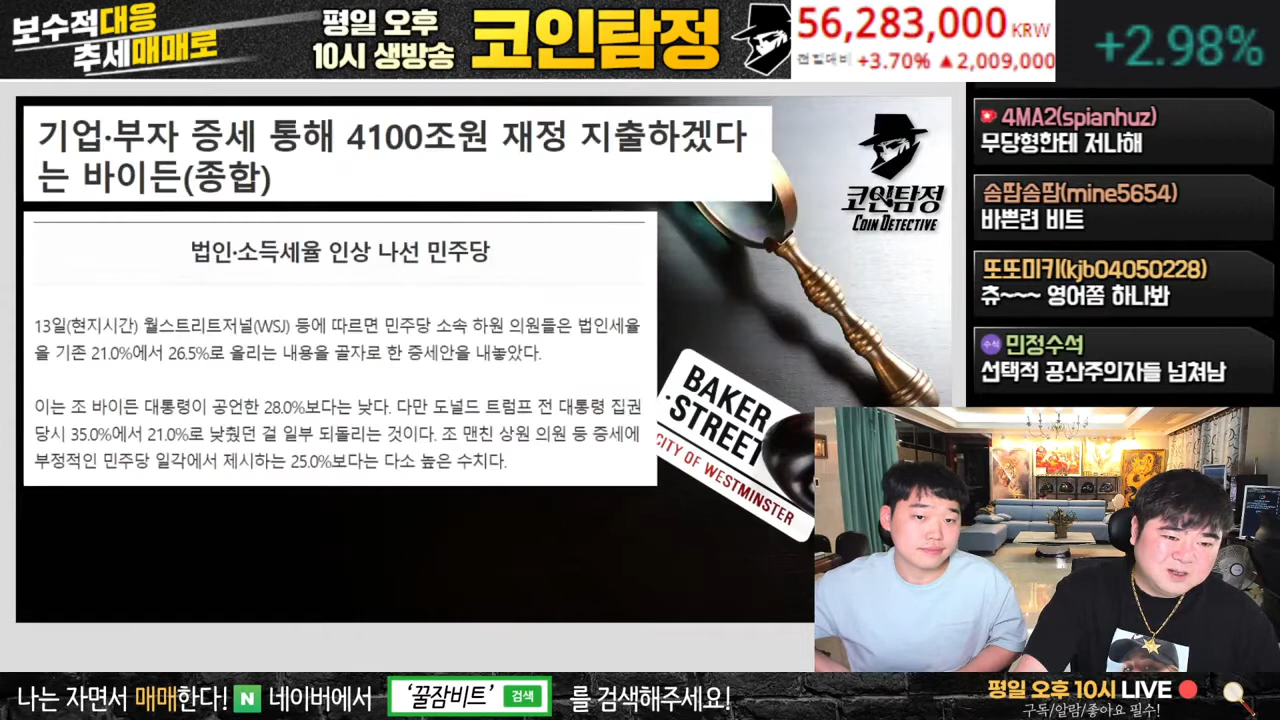 보수적대응
추세매매로
평일 오후
10시 생방송
코인탐정
56,283,000 KRW
전일대비 +3.70% ▲2,009,000
+2.98%
기업·부자 증세 통해 4100조원 재정 지출하겠다
는 바이든(종합)
법인·소득세율 인상 나선 민주당
13일(현지시간) 월스트리트저널(WSJ) 등에 따르면 민주당 소속 하원 의원들은 법인세율
을 기존 21.0%에서 26.5%로 올리는 내용을 골자로 한 증세안을 내놓았다.
이는 조 바이든 대통령이 공언한 28.0%보다는 낮다. 다만 도널드 트럼프 전 대통령 집권
당시 35.0%에서 21.0%로 낮췄던 걸 일부 되돌리는 것이다. 조 맨친 상원 의원 등 증세에
부정적인 민주당 일각에서 제시하는 25.0%보다는 다소 높은 수치다.
코인탐정
COIN DETECTIVE
BAKER
STREET
CITY OF WESTMINSTER
4MA2(spianhuz)
무당형한테 저나해
솜땀솜땀(mine5654)
바쁜련 비트
또또미키(kjb04050228)
츄~~~ 영어쫌 하나봐
수석 민정수석
선택적 공산주의자들 넘쳐남
나는 자면서 매매한다! N 네이버에서 '꿀잠비트' 검색 를 검색해주세요!
평일 오후 10시 LIVE
구독/알람/좋아요 필수!